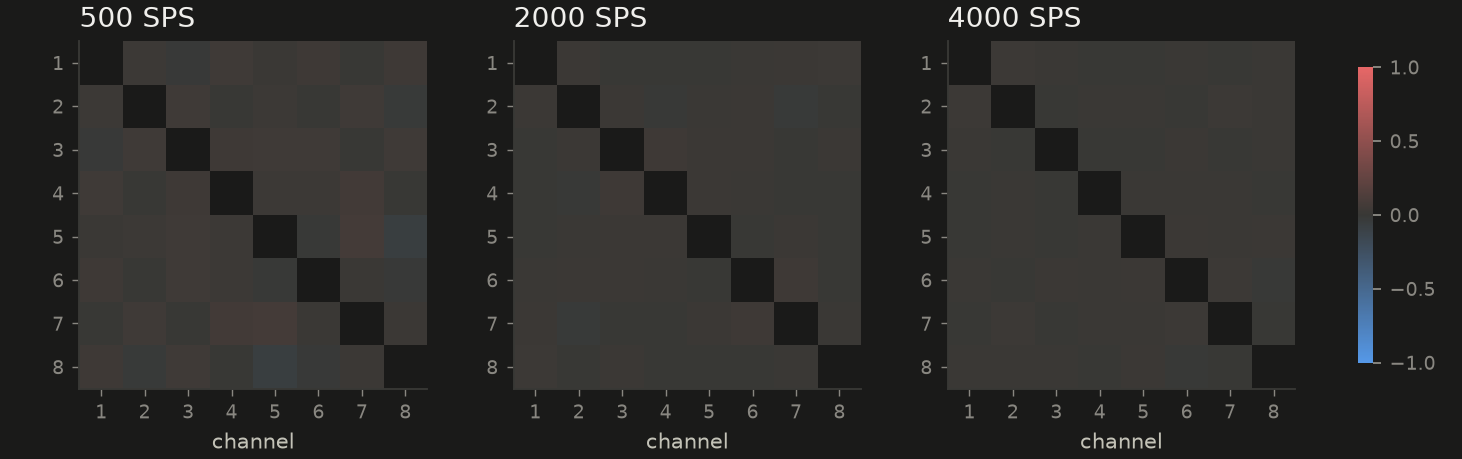 500 SPS 2000 SPS 4000 SPS
1 1 1 1.0
2 2 2
3 3 3 0.5
4 4 4
5 5 5 0.0
6 6 6
7 7 7 −0.5
8 8 8 −1.0
1 2 3 4 5 6 7 8 1 2 3 4 5 6 7 8 1 2 3 4 5 6 7 8
channel channel channel